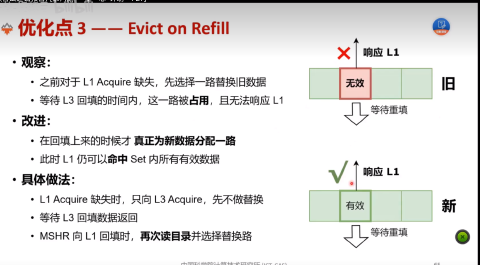 优化点 3 —— Evict on Refill
• 观察：
• 之前对于 L1 Acquire 缺失，先选择一路替换旧数据
• 等待 L3 回填的时间内，这一路被占用，且无法响应 L1
• 改进：
• 在回填上来的时候才 真正为新数据分配一路
• 此时 L1 仍可以命中 Set 内所有有效数据
• 具体做法：
• L1 Acquire 缺失时，只向 L3 Acquire，先不做替换
• 等待 L3 回填数据返回
• MSHR 向 L1 回填时，再次读目录并选择替换路
响应 L1
无效
旧
等待重填
响应 L1
有效
新
等待重填